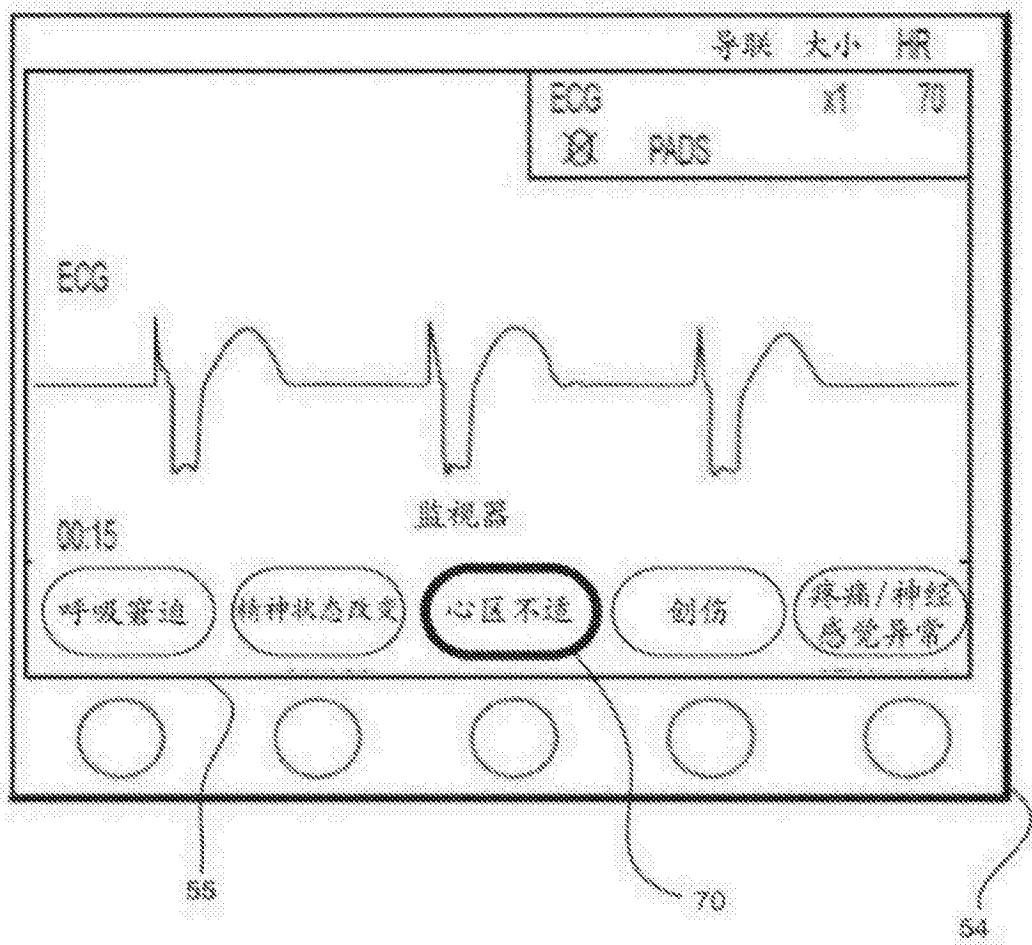 导联 大小 HR
ECG x1 70
PADS
ECG
监视器
00:15
呼吸窘迫
精神状态改变
心区不适
创伤
疼痛/神经
感觉异常
55
70
54